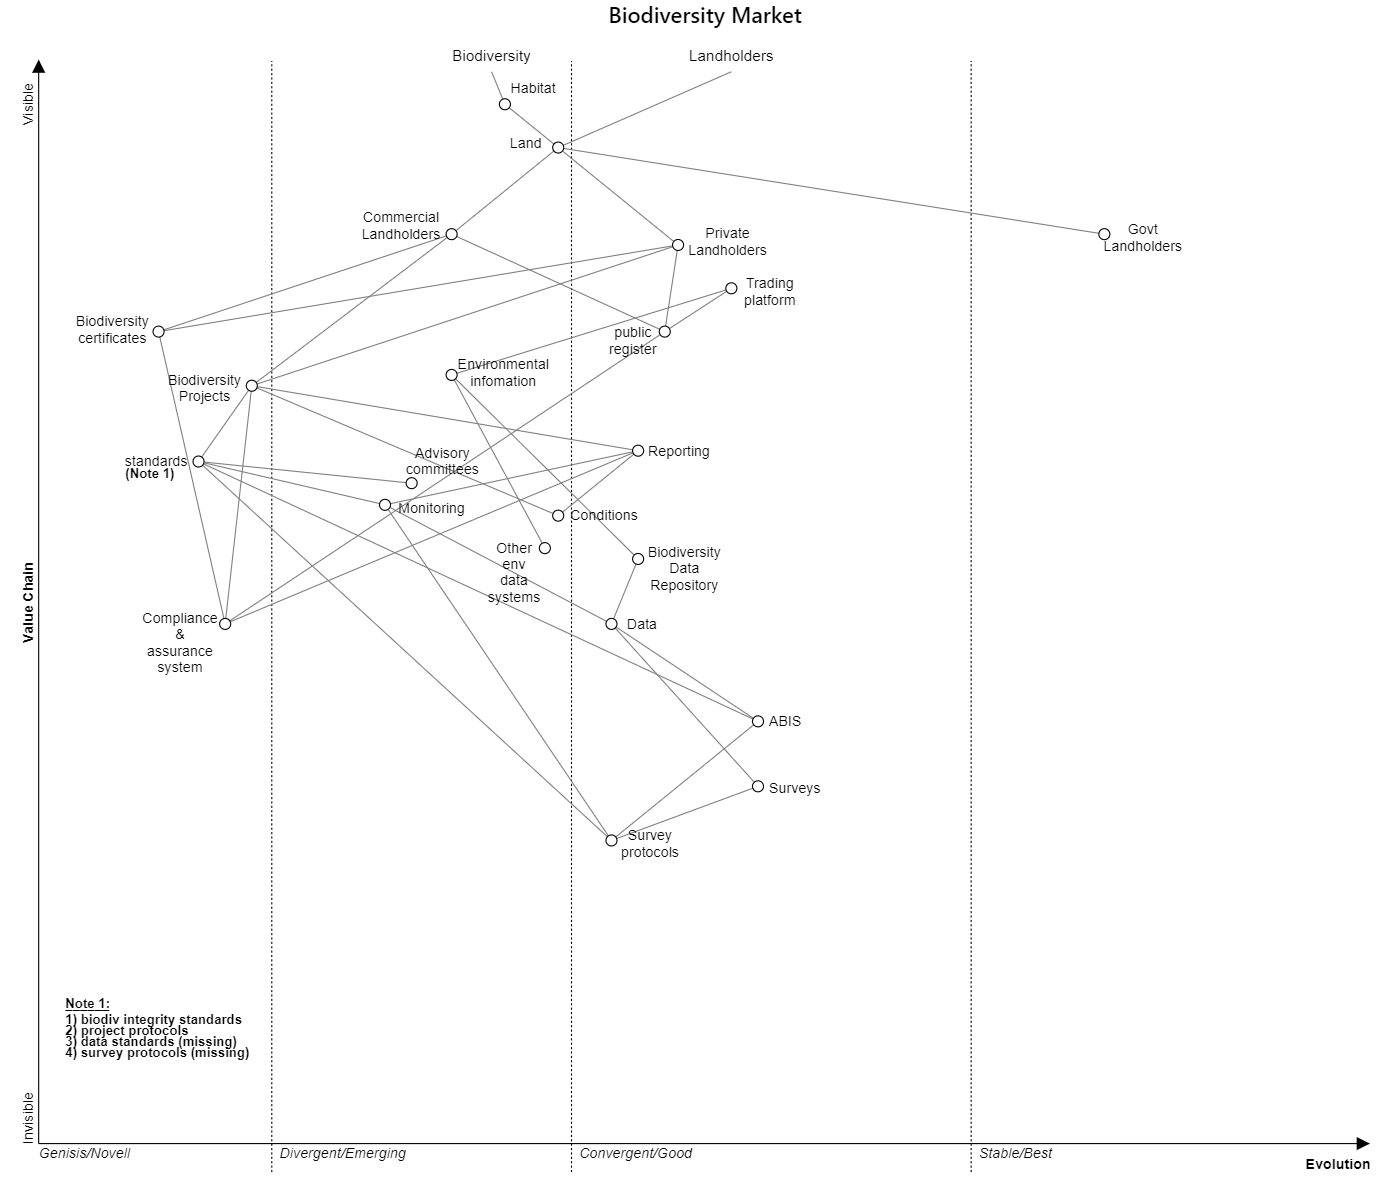 Biodiversity Market
Biodiversity
Landholders
Visible
Habitat
Land
Commercial
Landholders
Private
Landholders
Govt
Landholders
Trading
platform
Biodiversity
certificates
public
register
Environmental
infomation
Biodiversity
Projects
Advisory
committees
Reporting
standards
(Note 1)
Monitoring
Conditions
Other
env
data
systems
Biodiversity
Data
Repository
Value Chain
Compliance
&
assurance
system
Data
ABIS
Surveys
Survey
protocols
Note 1:
1) biodiv integrity standards
2) project protocols
3) data standards (missing)
4) survey protocols (missing)
Invisible
Genisis/Novell
Divergent/Emerging
Convergent/Good
Stable/Best
Evolution